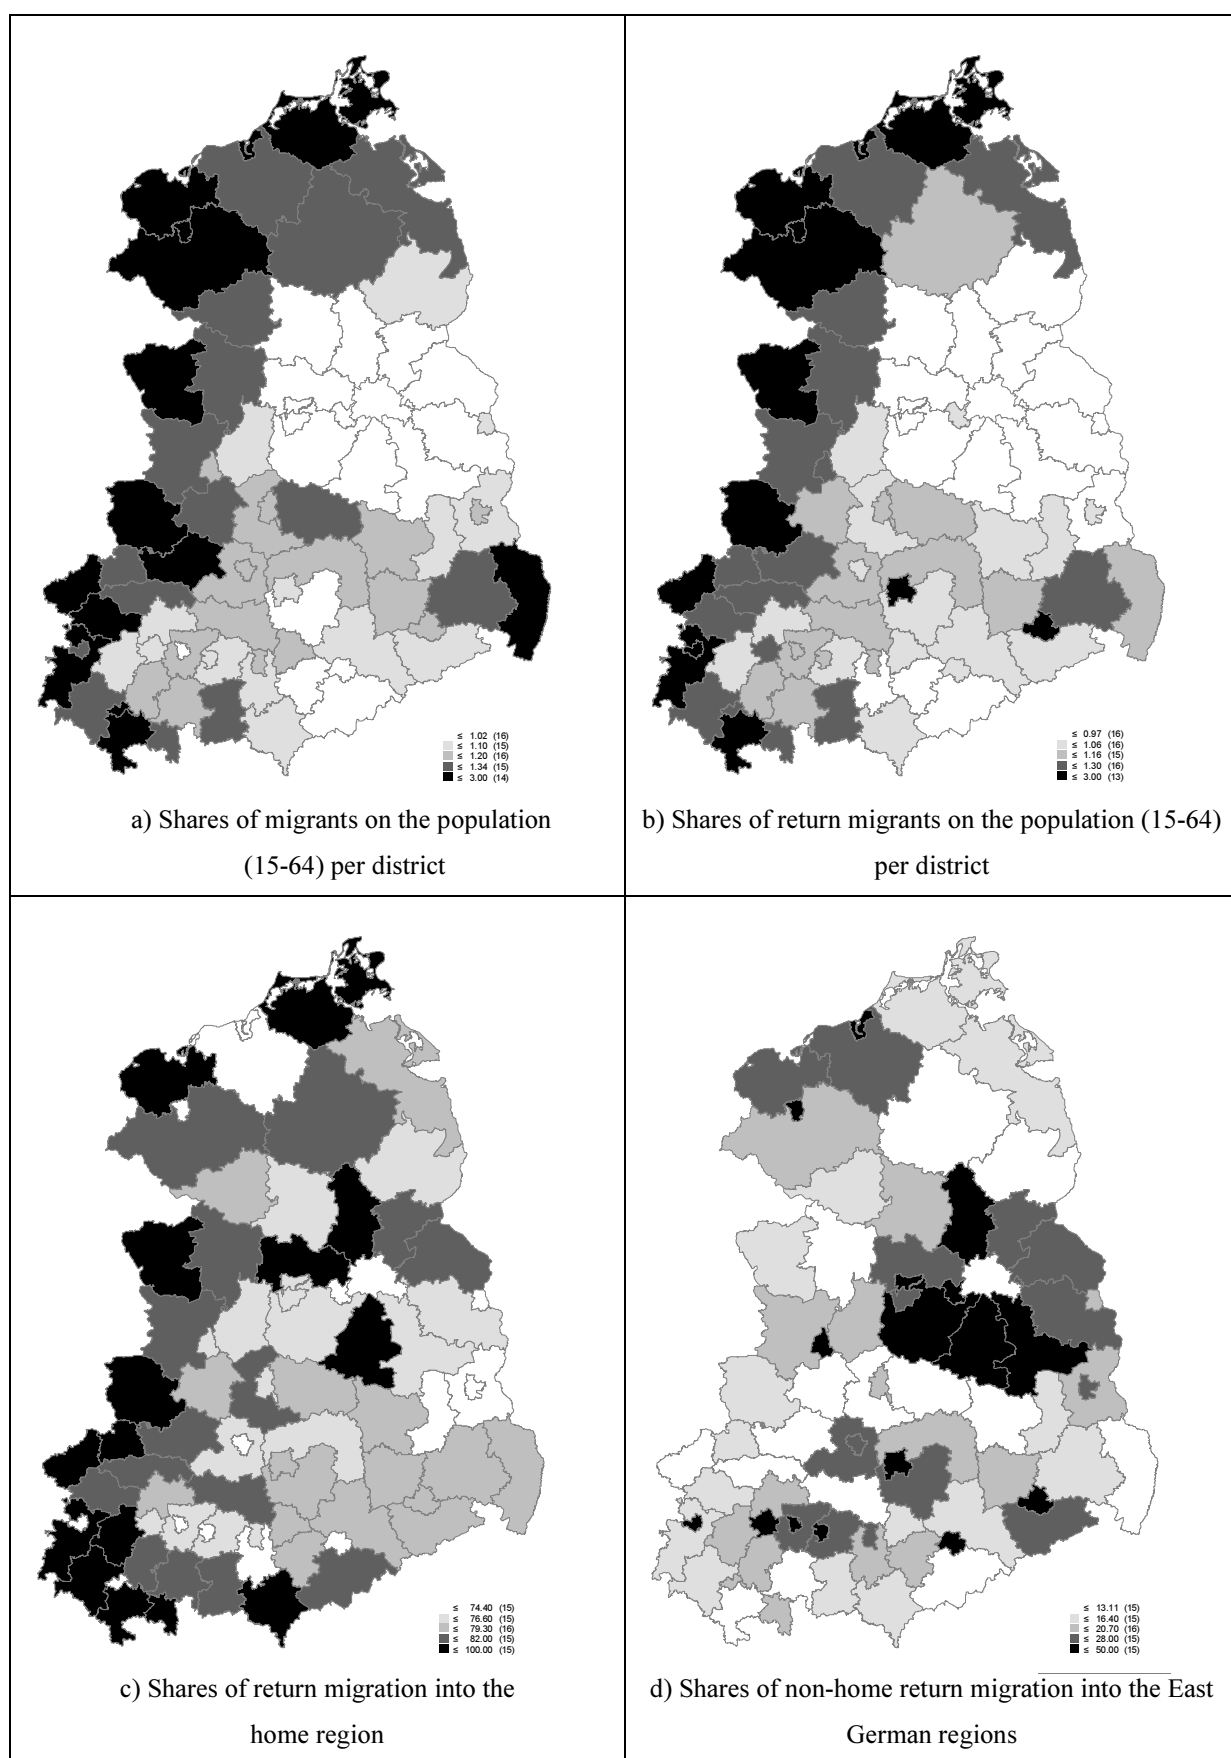 ≤ 1.02 (16)
≤ 1.10 (15)
≤ 1.20 (16)
≤ 1.34 (15)
≤ 3.00 (14)
a) Shares of migrants on the population
(15-64) per district
≤ 0.97 (16)
≤ 1.06 (16)
≤ 1.16 (15)
≤ 1.30 (16)
≤ 3.00 (13)
b) Shares of return migrants on the population (15-64)
per district
≤ 74.40 (15)
≤ 76.60 (15)
≤ 79.30 (16)
≤ 82.00 (15)
≤ 100.00 (15)
c) Shares of return migration into the
home region
≤ 13.11 (15)
≤ 16.40 (15)
≤ 20.70 (16)
≤ 28.00 (15)
≤ 50.00 (15)
d) Shares of non-home return migration into the East
German regions